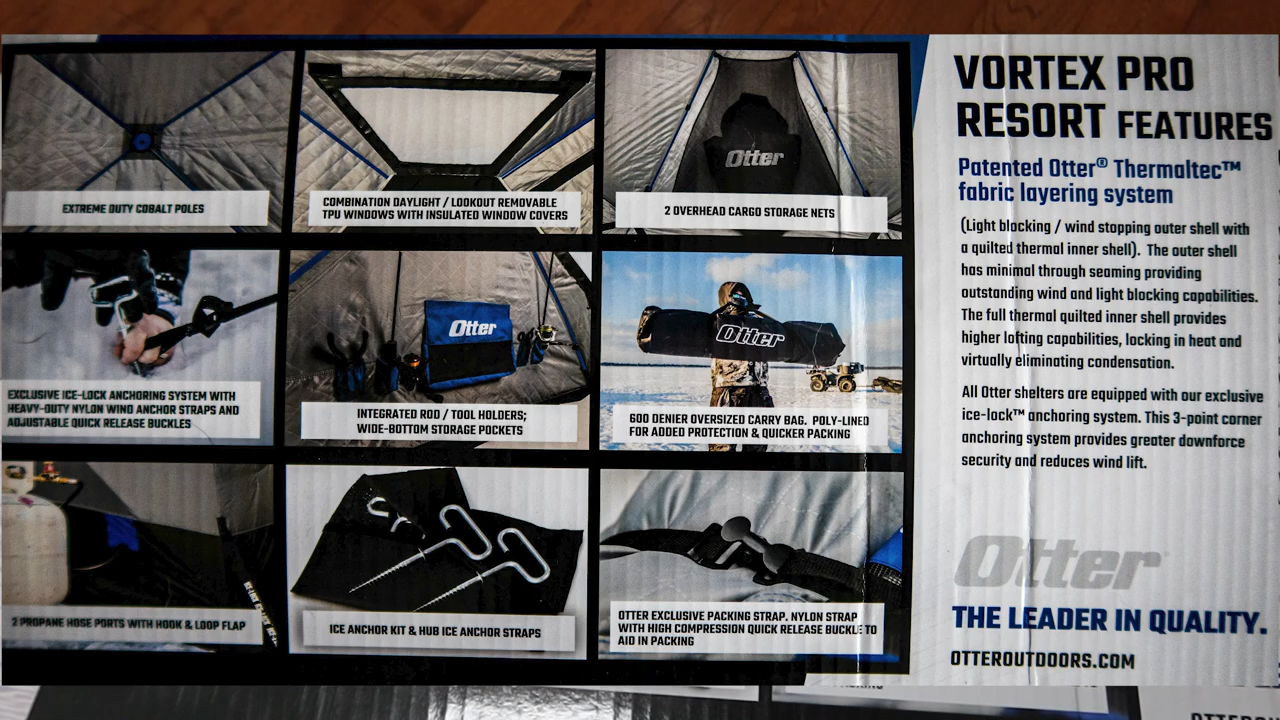 EXTREME DUTY COBALT POLES
COMBINATION DAYLIGHT / LOOKOUT REMOVABLE
TPU WINDOWS WITH INSULATED WINDOW COVERS
Otter
2 OVERHEAD CARGO STORAGE NETS
EXCLUSIVE ICE-LOCK ANCHORING SYSTEM WITH
HEAVY-DUTY NYLON WIND ANCHOR STRAPS AND
ADJUSTABLE QUICK RELEASE BUCKLES
Otter
INTEGRATED ROD / TOOL HOLDERS;
WIDE-BOTTOM STORAGE POCKETS
Otter
600 DENIER OVERSIZED CARRY BAG. POLY-LINED
FOR ADDED PROTECTION & QUICKER PACKING
2 PROPANE HOSE PORTS WITH HOOK & LOOP FLAP
ICE ANCHOR KIT & HUB ICE ANCHOR STRAPS
OTTER EXCLUSIVE PACKING STRAP. NYLON STRAP
WITH HIGH COMPRESSION QUICK RELEASE BUCKLE TO
AID IN PACKING
VORTEX PRO
RESORT FEATURES
Patented Otter® Thermaltec™
fabric layering system
(Light blocking / wind stopping outer shell with
a quilted thermal inner shell). The outer shell
has minimal through seaming providing
outstanding wind and light blocking capabilities.
The full thermal quilted inner shell provides
higher lofting capabilities, locking in heat and
virtually eliminating condensation.
All Otter shelters are equipped with our exclusive
ice-lock™ anchoring system. This 3-point corner
anchoring system provides greater downforce
security and reduces wind lift.
Otter
THE LEADER IN QUALITY.
OTTEROUTDOORS.COM